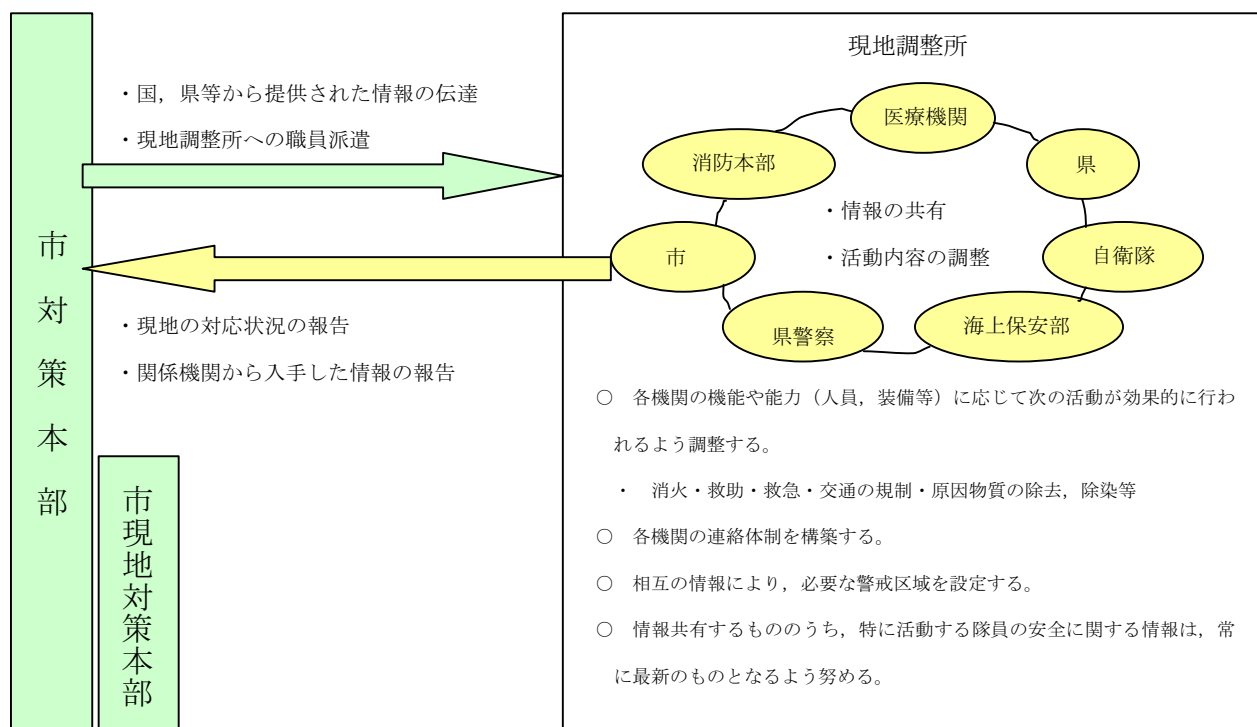 市対策本部
市現地対策本部
・国，県等から提供された情報の伝達
・現地調整所への職員派遣
・現地の対応状況の報告
・関係機関から入手した情報の報告
現地調整所
医療機関
消防本部
県
・情報の共有
市
・活動内容の調整
自衛隊
県警察
海上保安部
○　各機関の機能や能力（人員，装備等）に応じて次の活動が効果的に行わ
れるよう調整する。
・　消火・救助・救急・交通の規制・原因物質の除去，除染等
○　各機関の連絡体制を構築する。
○　相互の情報により，必要な警戒区域を設定する。
○　情報共有するもののうち，特に活動する隊員の安全に関する情報は，常
に最新のものとなるよう努める。